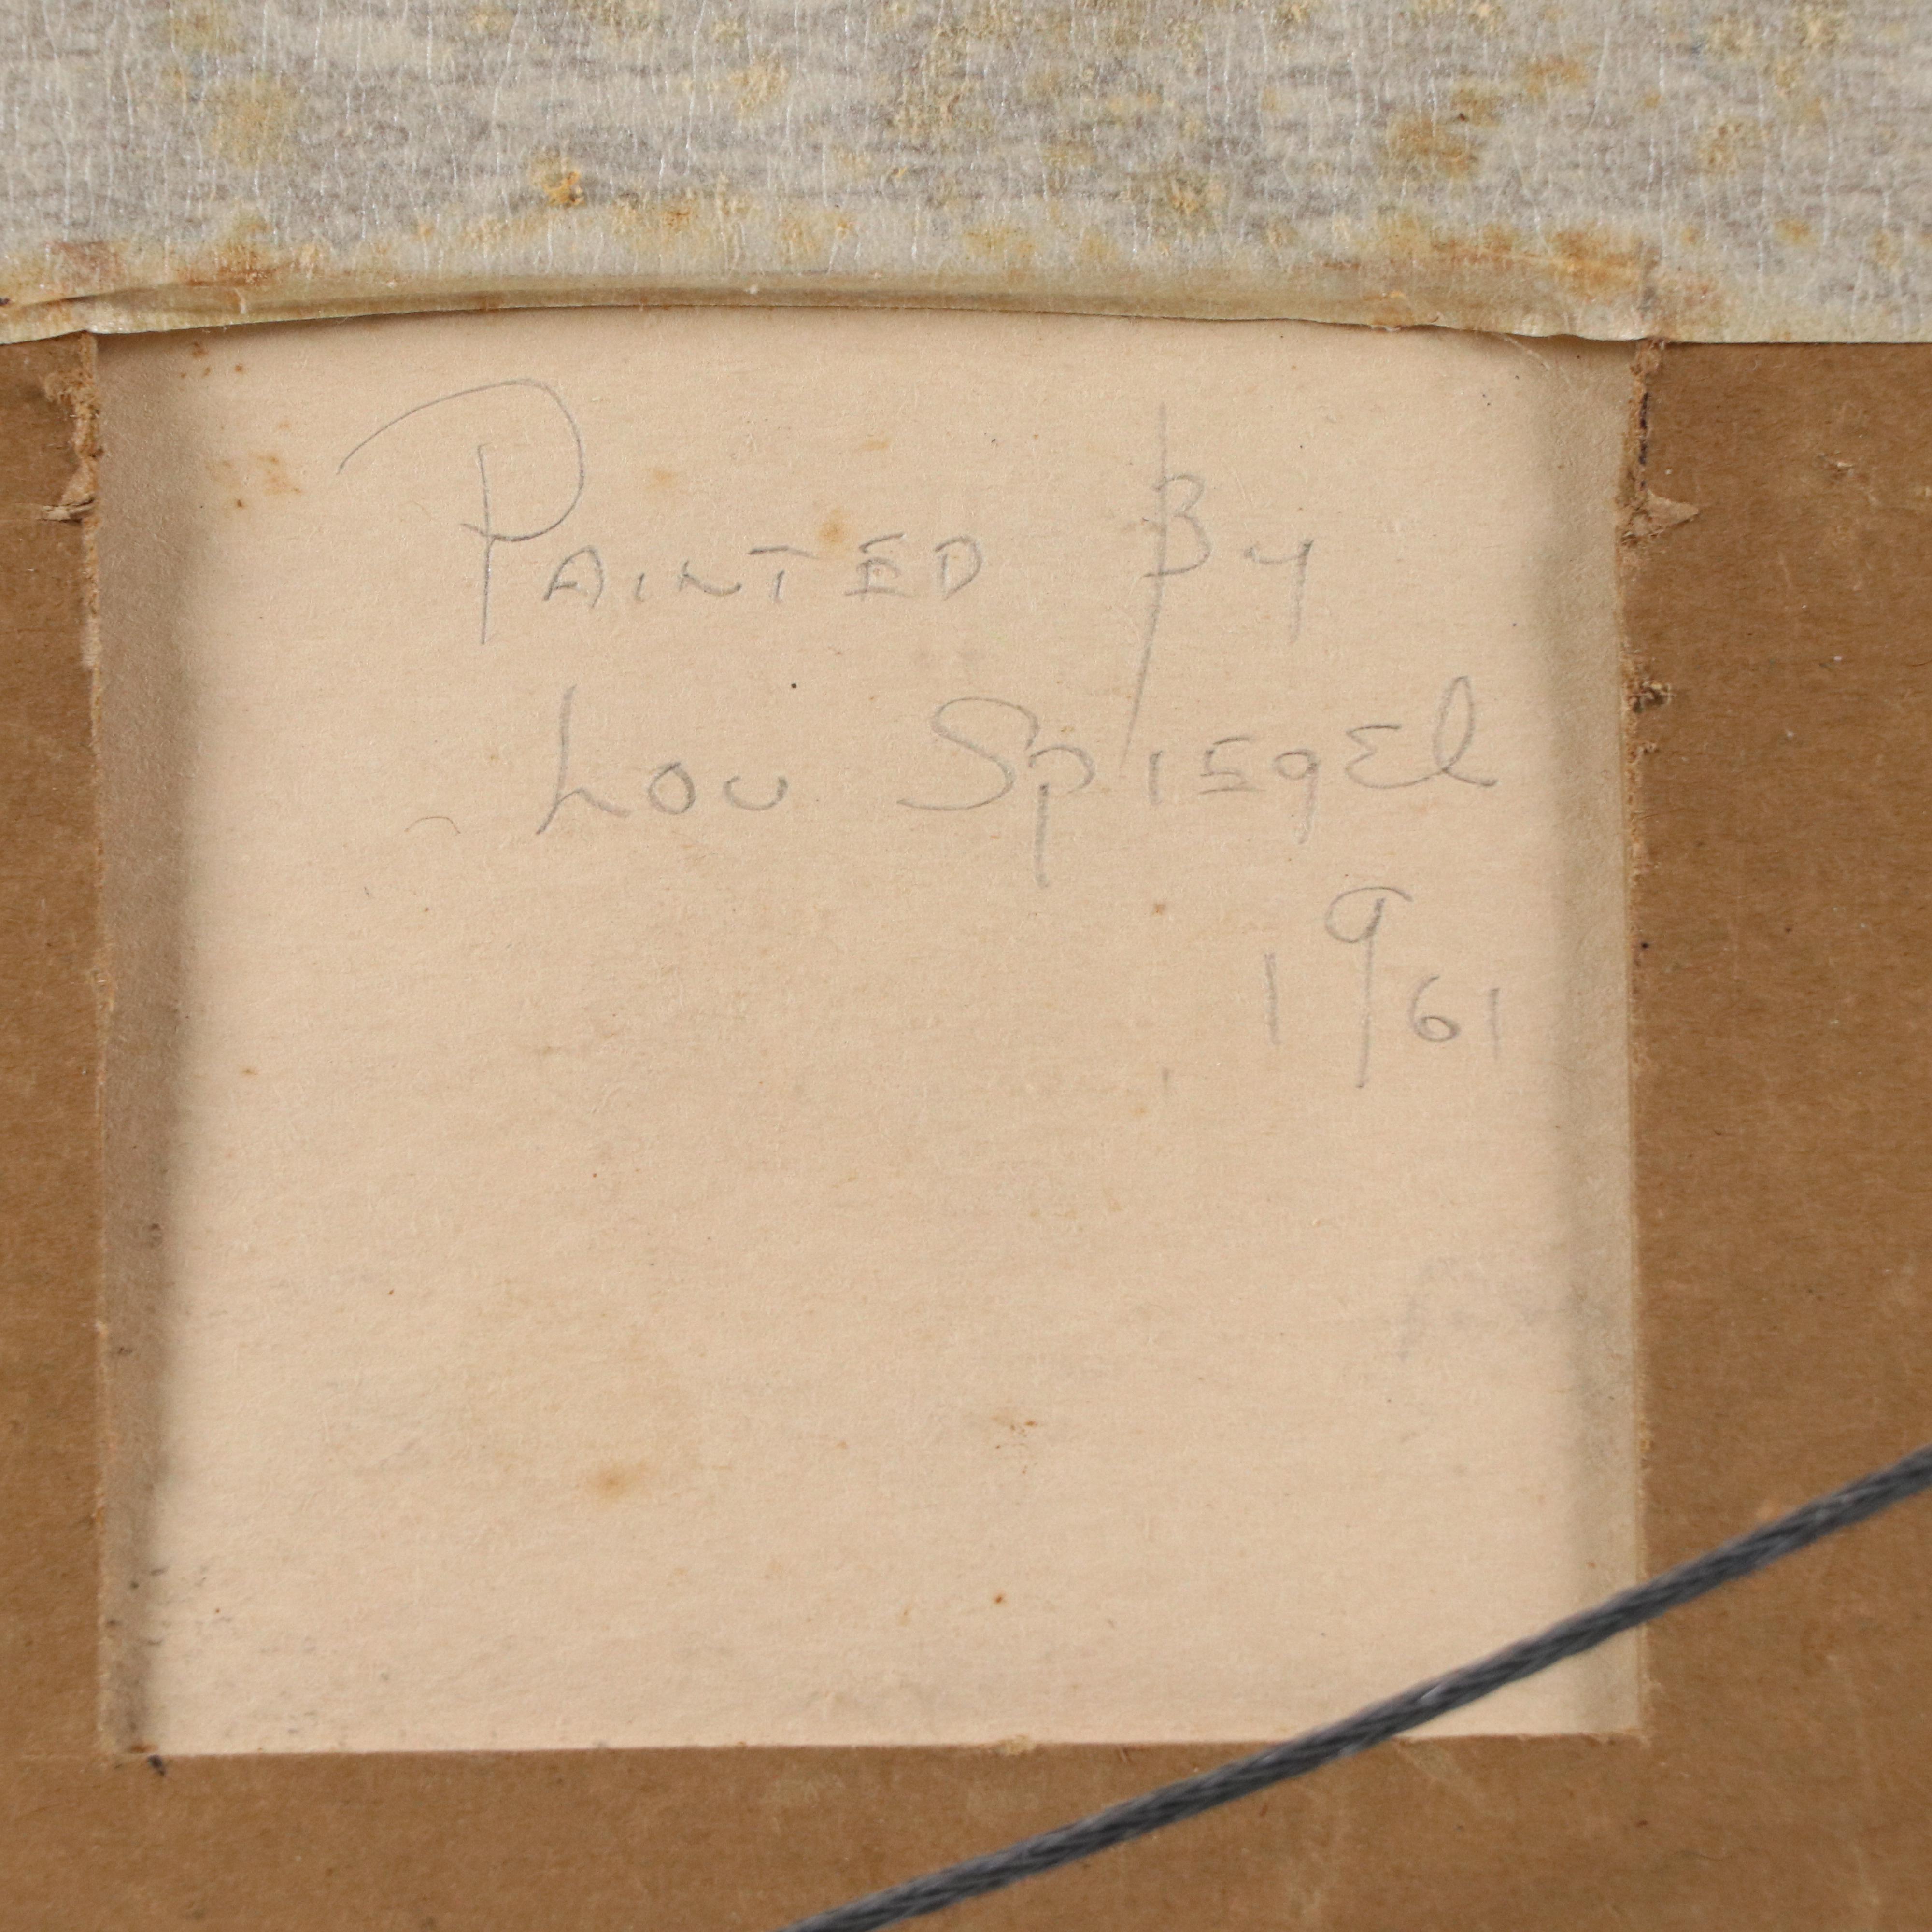 PAINTED By
Lou SpIEgEl
1961